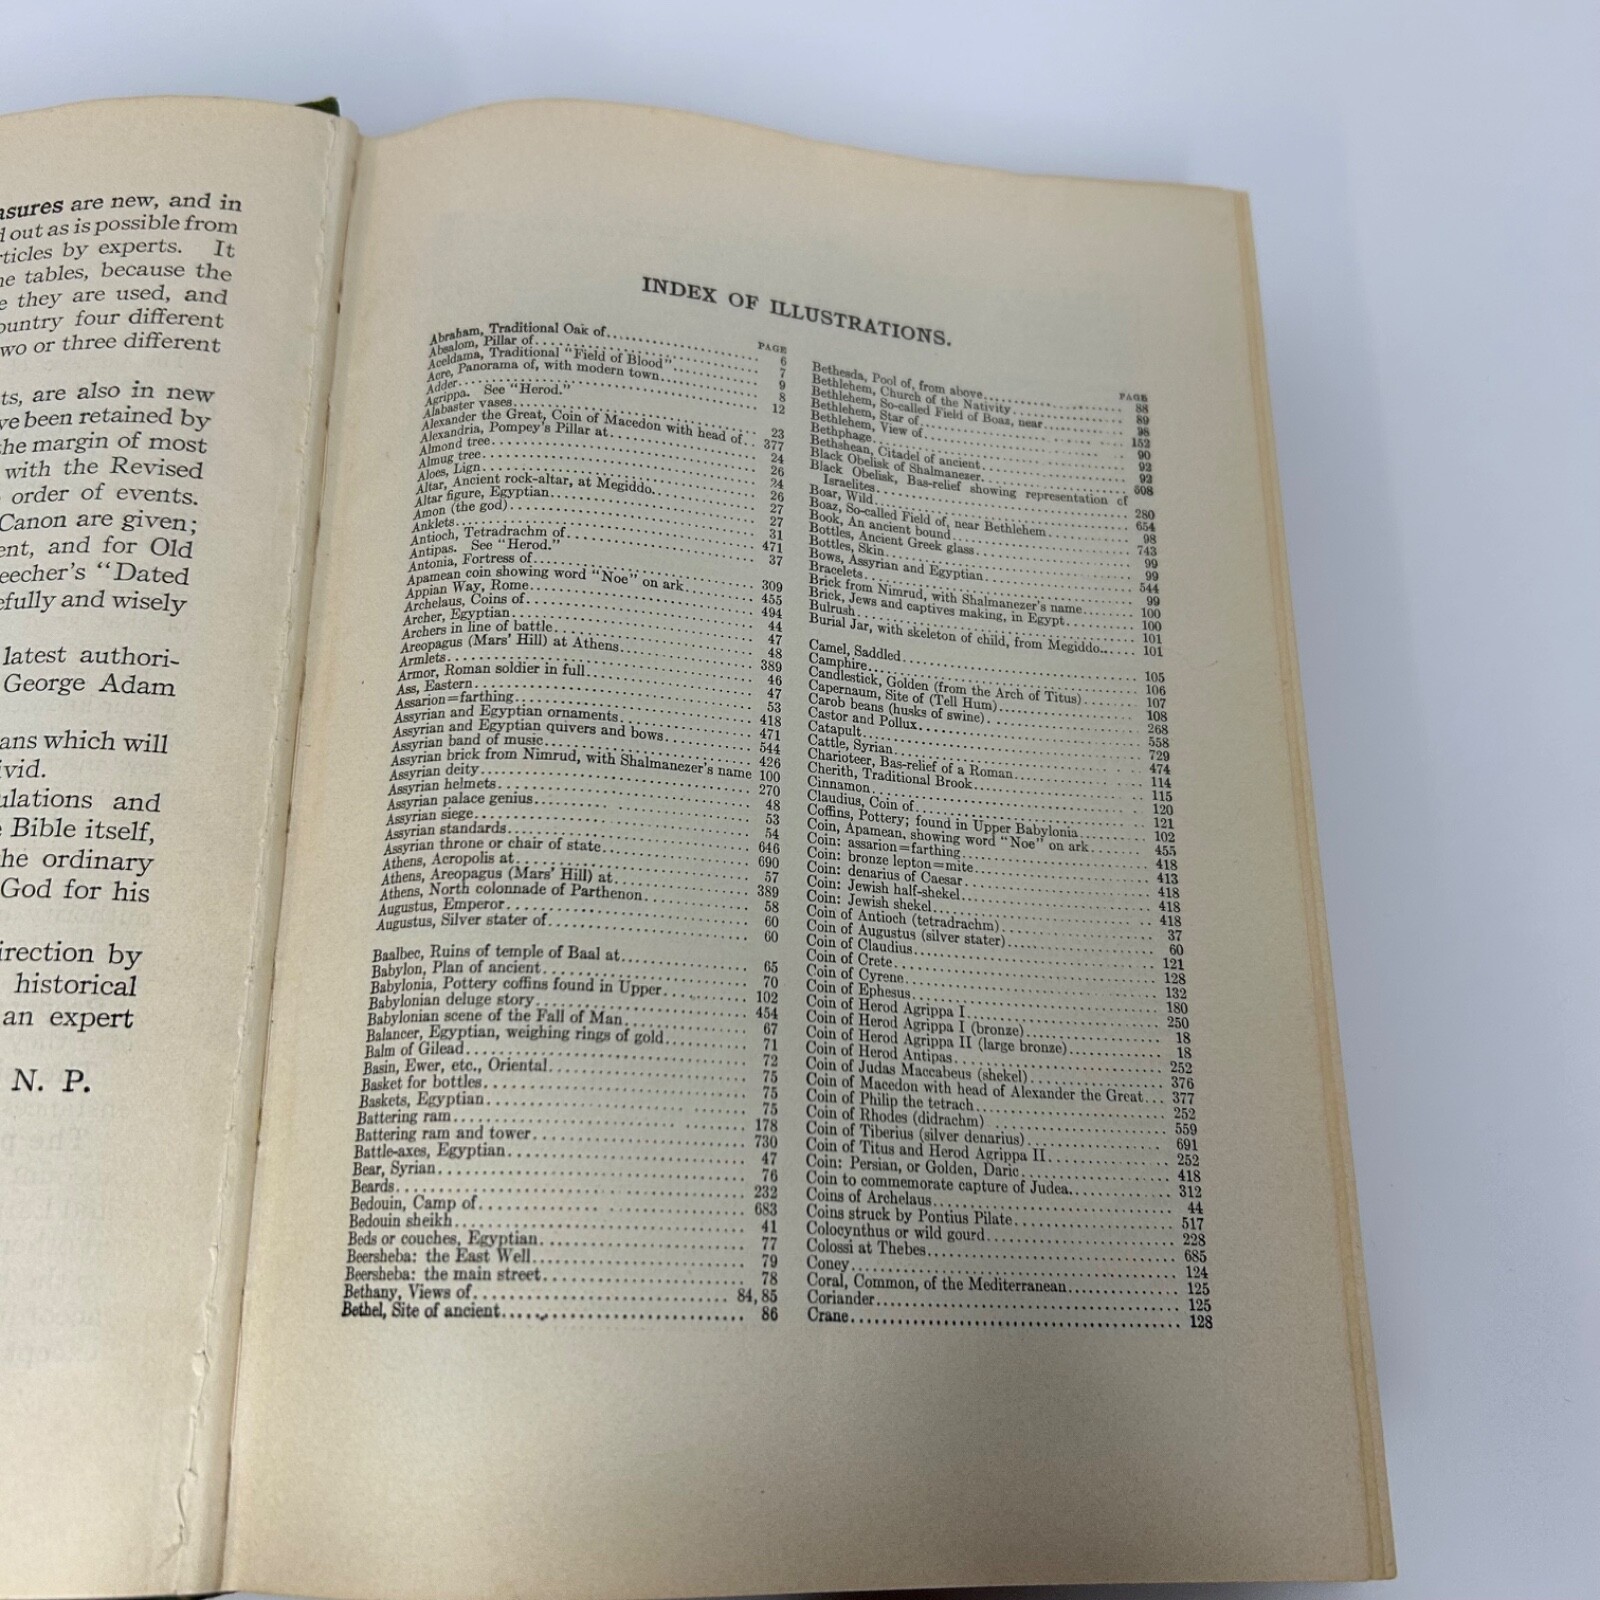 asures are new, and in
d out as is possible from
rticles by experts. It
he tables, because the
e they are used, and
ountry four different
wo or three different
ts, are also in new
ve been retained by
the margin of most
with the Revised
order of events.
Canon are given;
ent, and for Old
eecher's "Dated
efully and wisely
latest authori-
George Adam
ans which will
ivid.
ulations and
e Bible itself,
he ordinary
God for his
irection by
historical
an expert
N. P.
INDEX OF ILLUSTRATIONS.
PAGE
Abraham, Traditional Oak of 6
Absalom, Pillar of 7
Aceldama, Traditional "Field of Blood" 9
Acre, Panorama of, with modern town 8
Adder 12
Agrippa. See "Herod."
Alabaster vases 23
Alexander the Great, Coin of Macedon with head of 377
Alexandria, Pompey's Pillar at 24
Almond tree 26
Almug tree 24
Aloes, Lign 26
Altar, Ancient rock-altar, at Megiddo 27
Altar figure, Egyptian 27
Amon (the god) 31
Anklets 471
Antioch, Tetradrachm of 37
Antipas. See "Herod."
Antonia, Fortress of 309
Apamean coin showing word "Noe" on ark 455
Appian Way, Rome 494
Archelaus, Coins of 44
Archer, Egyptian 47
Archers in line of battle 48
Areopagus (Mars' Hill) at Athens 389
Armlets 46
Armor, Roman soldier in full 47
Ass, Eastern 53
Assarion=farthing 418
Assyrian and Egyptian ornaments 471
Assyrian and Egyptian quivers and bows 544
Assyrian band of music 426
Assyrian brick from Nimrud, with Shalmanezer's name 100
Assyrian deity 270
Assyrian helmets 48
Assyrian palace genius 53
Assyrian siege 54
Assyrian standards 646
Assyrian throne or chair of state 690
Athens, Acropolis at 57
Athens, Areopagus (Mars' Hill) at 389
Athens, North colonnade of Parthenon 58
Augustus, Emperor 60
Augustus, Silver stater of 60
Baalbec, Ruins of temple of Baal at 65
Babylon, Plan of ancient 70
Babylonia, Pottery coffins found in Upper 102
Babylonian deluge story 454
Babylonian scene of the Fall of Man 67
Balancer, Egyptian, weighing rings of gold 71
Balm of Gilead 72
Basin, Ewer, etc., Oriental 75
Basket for bottles 75
Baskets, Egyptian 75
Battering ram 178
Battering ram and tower 730
Battle-axes, Egyptian 47
Bear, Syrian 76
Beards 232
Bedouin, Camp of 683
Bedouin sheikh 41
Beds or couches, Egyptian 77
Beersheba: the East Well 79
Beersheba: the main street 78
Bethany, Views of 84, 85
Bethel, Site of ancient 86
PAGE
Bethesda, Pool of, from above 88
Bethlehem, Church of the Nativity 89
Bethlehem, So-called Field of Boaz, near 98
Bethlehem, Star of 152
Bethlehem, View of 90
Bethphage 92
Bethshean, Citadel of ancient 92
Black Obelisk of Shalmanezer 608
Black Obelisk, Bas-relief showing representation of
Israelites 280
Boar, Wild 654
Boaz, So-called Field of, near Bethlehem 98
Book, An ancient bound 743
Bottles, Ancient Greek glass 99
Bottles, Skin 99
Bows, Assyrian and Egyptian 544
Bracelets 99
Brick from Nimrud, with Shalmanezer's name 100
Brick, Jews and captives making, in Egypt 100
Bulrush 101
Burial Jar, with skeleton of child, from Megiddo 101
Camel, Saddled 105
Camphire 106
Candlestick, Golden (from the Arch of Titus) 107
Capernaum, Site of (Tell Hum) 108
Carob beans (husks of swine) 268
Castor and Pollux 558
Catapult 729
Cattle, Syrian 474
Charioteer, Bas-relief of a Roman 114
Cherith, Traditional Brook 115
Cinnamon 120
Claudius, Coin of 121
Coffins, Pottery; found in Upper Babylonia 102
Coin, Apamean, showing word "Noe" on ark 455
Coin: assarion=farthing 418
Coin: bronze lepton=mite 413
Coin: denarius of Caesar 418
Coin: Jewish half-shekel 418
Coin: Jewish shekel 418
Coin of Antioch (tetradrachm) 37
Coin of Augustus (silver stater) 60
Coin of Claudius 121
Coin of Crete 128
Coin of Cyrene 132
Coin of Ephesus 180
Coin of Herod Agrippa I 250
Coin of Herod Agrippa I (bronze) 18
Coin of Herod Agrippa II (large bronze) 18
Coin of Herod Antipas 252
Coin of Judas Maccabeus (shekel) 376
Coin of Macedon with head of Alexander the Great 377
Coin of Philip the tetrach 252
Coin of Rhodes (didrachm) 559
Coin of Tiberius (silver denarius) 691
Coin of Titus and Herod Agrippa II 252
Coin: Persian, or Golden, Daric 418
Coin to commemorate capture of Judea 312
Coins of Archelaus 44
Coins struck by Pontius Pilate 517
Colocynthus or wild gourd 228
Colossi at Thebes 685
Coney 124
Coral, Common, of the Mediterranean 125
Coriander 125
Crane 128